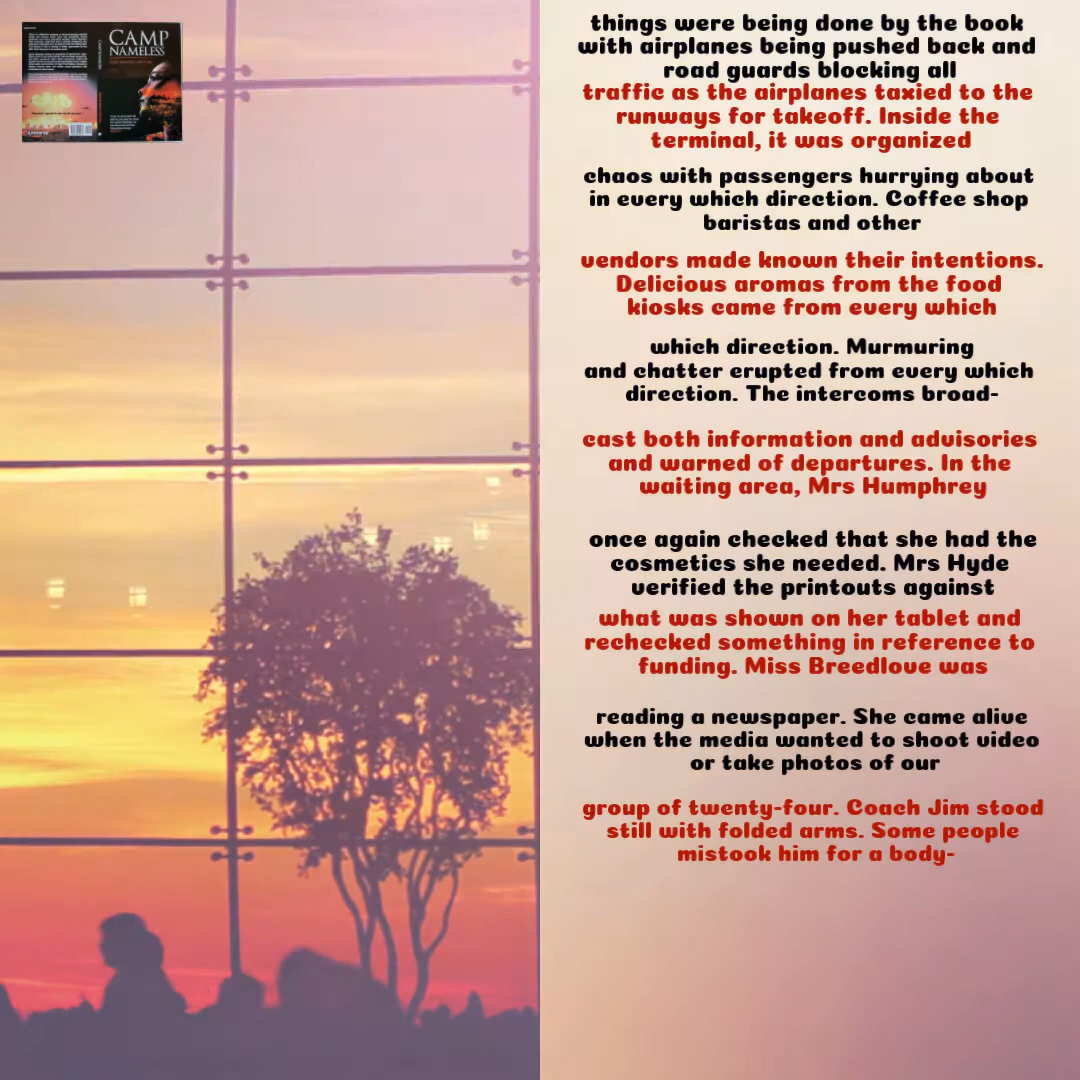 CAMP
NAMELESS
things were being done by the book
with airplanes being pushed back and
road guards blocking all
traffic as the airplanes taxied to the
runways for takeoff. Inside the
terminal, it was organized
chaos with passengers hurrying about
in every which direction. Coffee shop
baristas and other
vendors made known their intentions.
Delicious aromas from the food
kiosks came from every which
which direction. Murmuring
and chatter erupted from every which
direction. The intercoms broad-
cast both information and advisories
and warned of departures. In the
waiting area, Mrs Humphrey
once again checked that she had the
cosmetics she needed. Mrs Hyde
verified the printouts against
what was shown on her tablet and
rechecked something in reference to
funding. Miss Breedlove was
reading a newspaper. She came alive
when the media wanted to shoot video
or take photos of our
group of twenty-four. Coach Jim stood
still with folded arms. Some people
mistook him for a body-